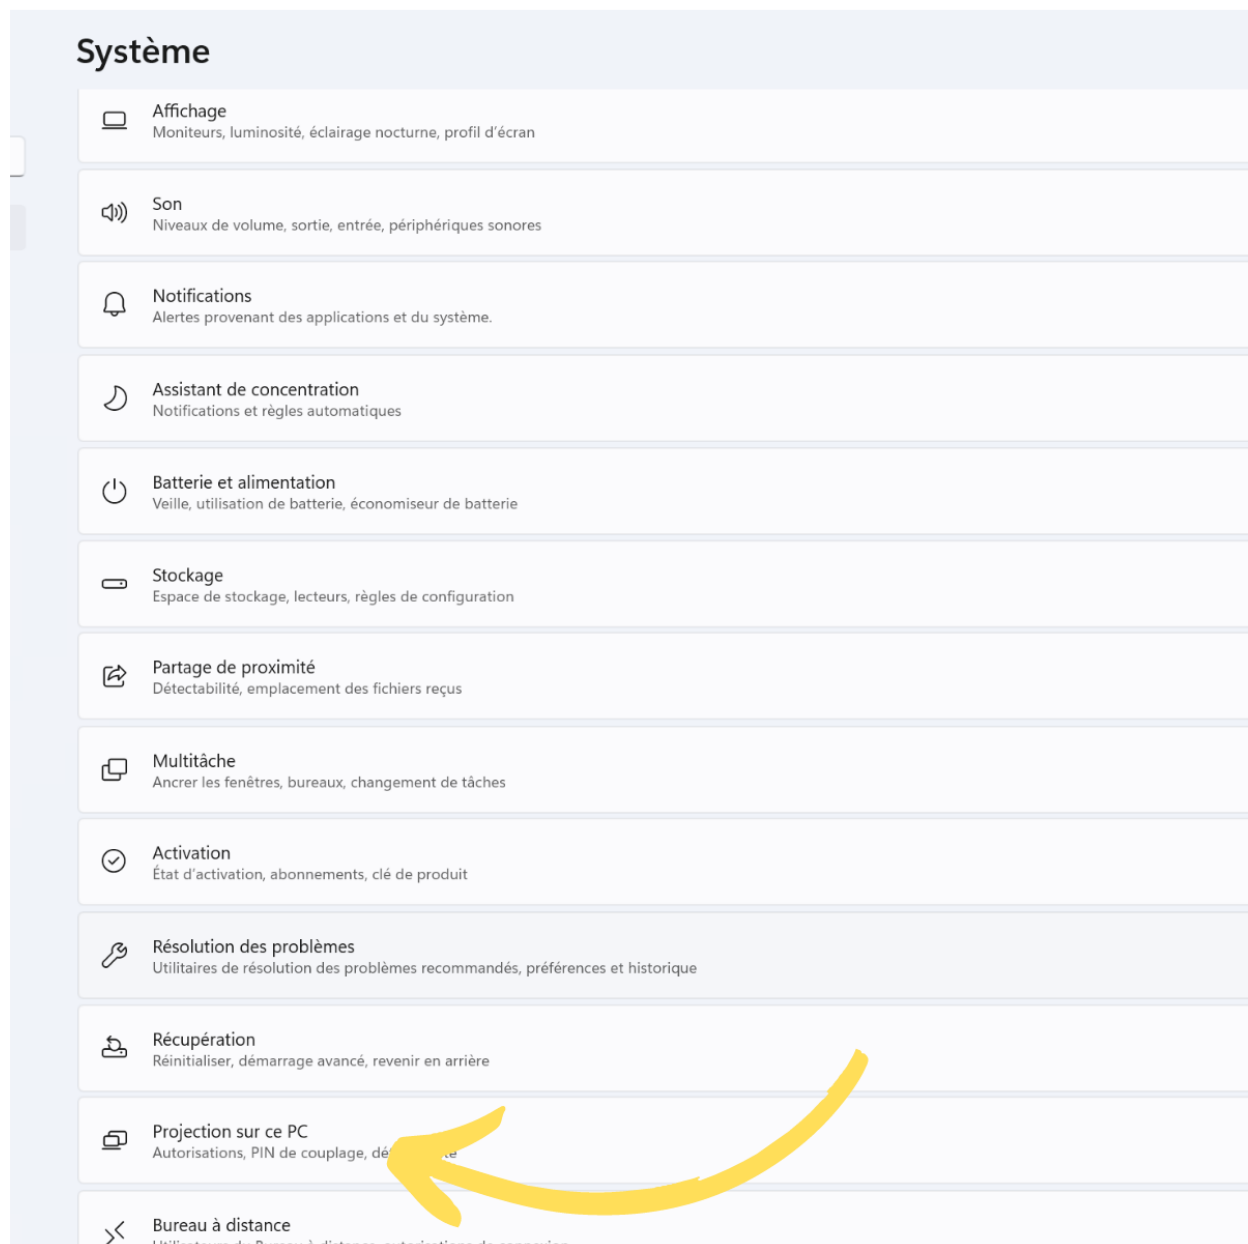 Système
Affichage
Moniteurs, luminosité, éclairage nocturne, profil d'écran
Son
Niveaux de volume, sortie, entrée, périphériques sonores
Notifications
Alertes provenant des applications et du système.
Assistant de concentration
Notifications et règles automatiques
Batterie et alimentation
Veille, utilisation de batterie, économiseur de batterie
Stockage
Espace de stockage, lecteurs, règles de configuration
Partage de proximité
Détectabilité, emplacement des fichiers reçus
Multitâche
Ancrer les fenêtres, bureaux, changement de tâches
Activation
État d'activation, abonnements, clé de produit
Résolution des problèmes
Utilitaires de résolution des problèmes recommandés, préférences et historique
Récupération
Réinitialiser, démarrage avancé, revenir en arrière
Projection sur ce PC
Autorisations, PIN de couplage,
Bureau à distance